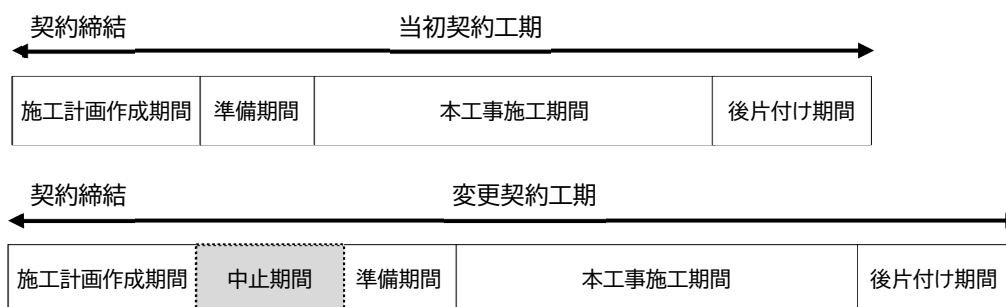 契約締結 当初契約工期
施工計画作成期間 準備期間 本工事施工期間 後片付け期間
契約締結 変更契約工期
施工計画作成期間 中止期間 準備期間 本工事施工期間 後片付け期間